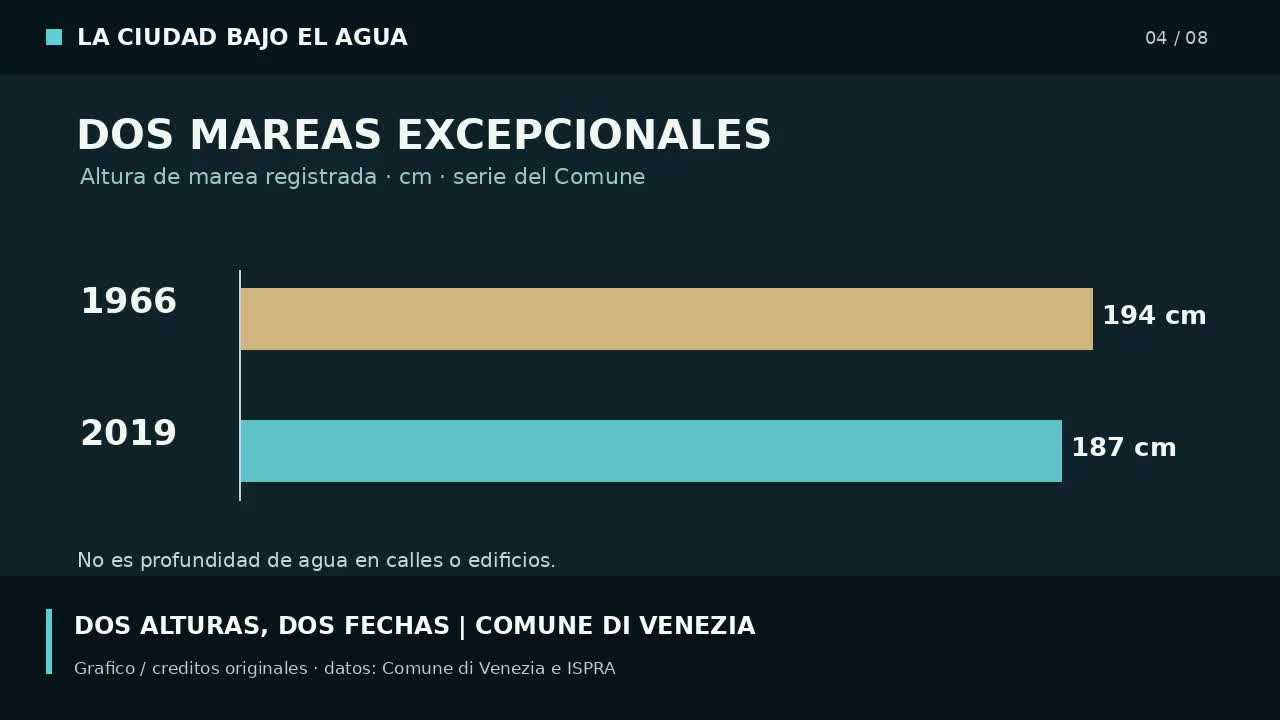 LA CIUDAD BAJO EL AGUA
04 / 08
DOS MAREAS EXCEPCIONALES
Altura de marea registrada · cm · serie del Comune
1966
194 cm
2019
187 cm
No es profundidad de agua en calles o edificios.
DOS ALTURAS, DOS FECHAS | COMUNE DI VENEZIA
Grafico / creditos originales · datos: Comune di Venezia e ISPRA